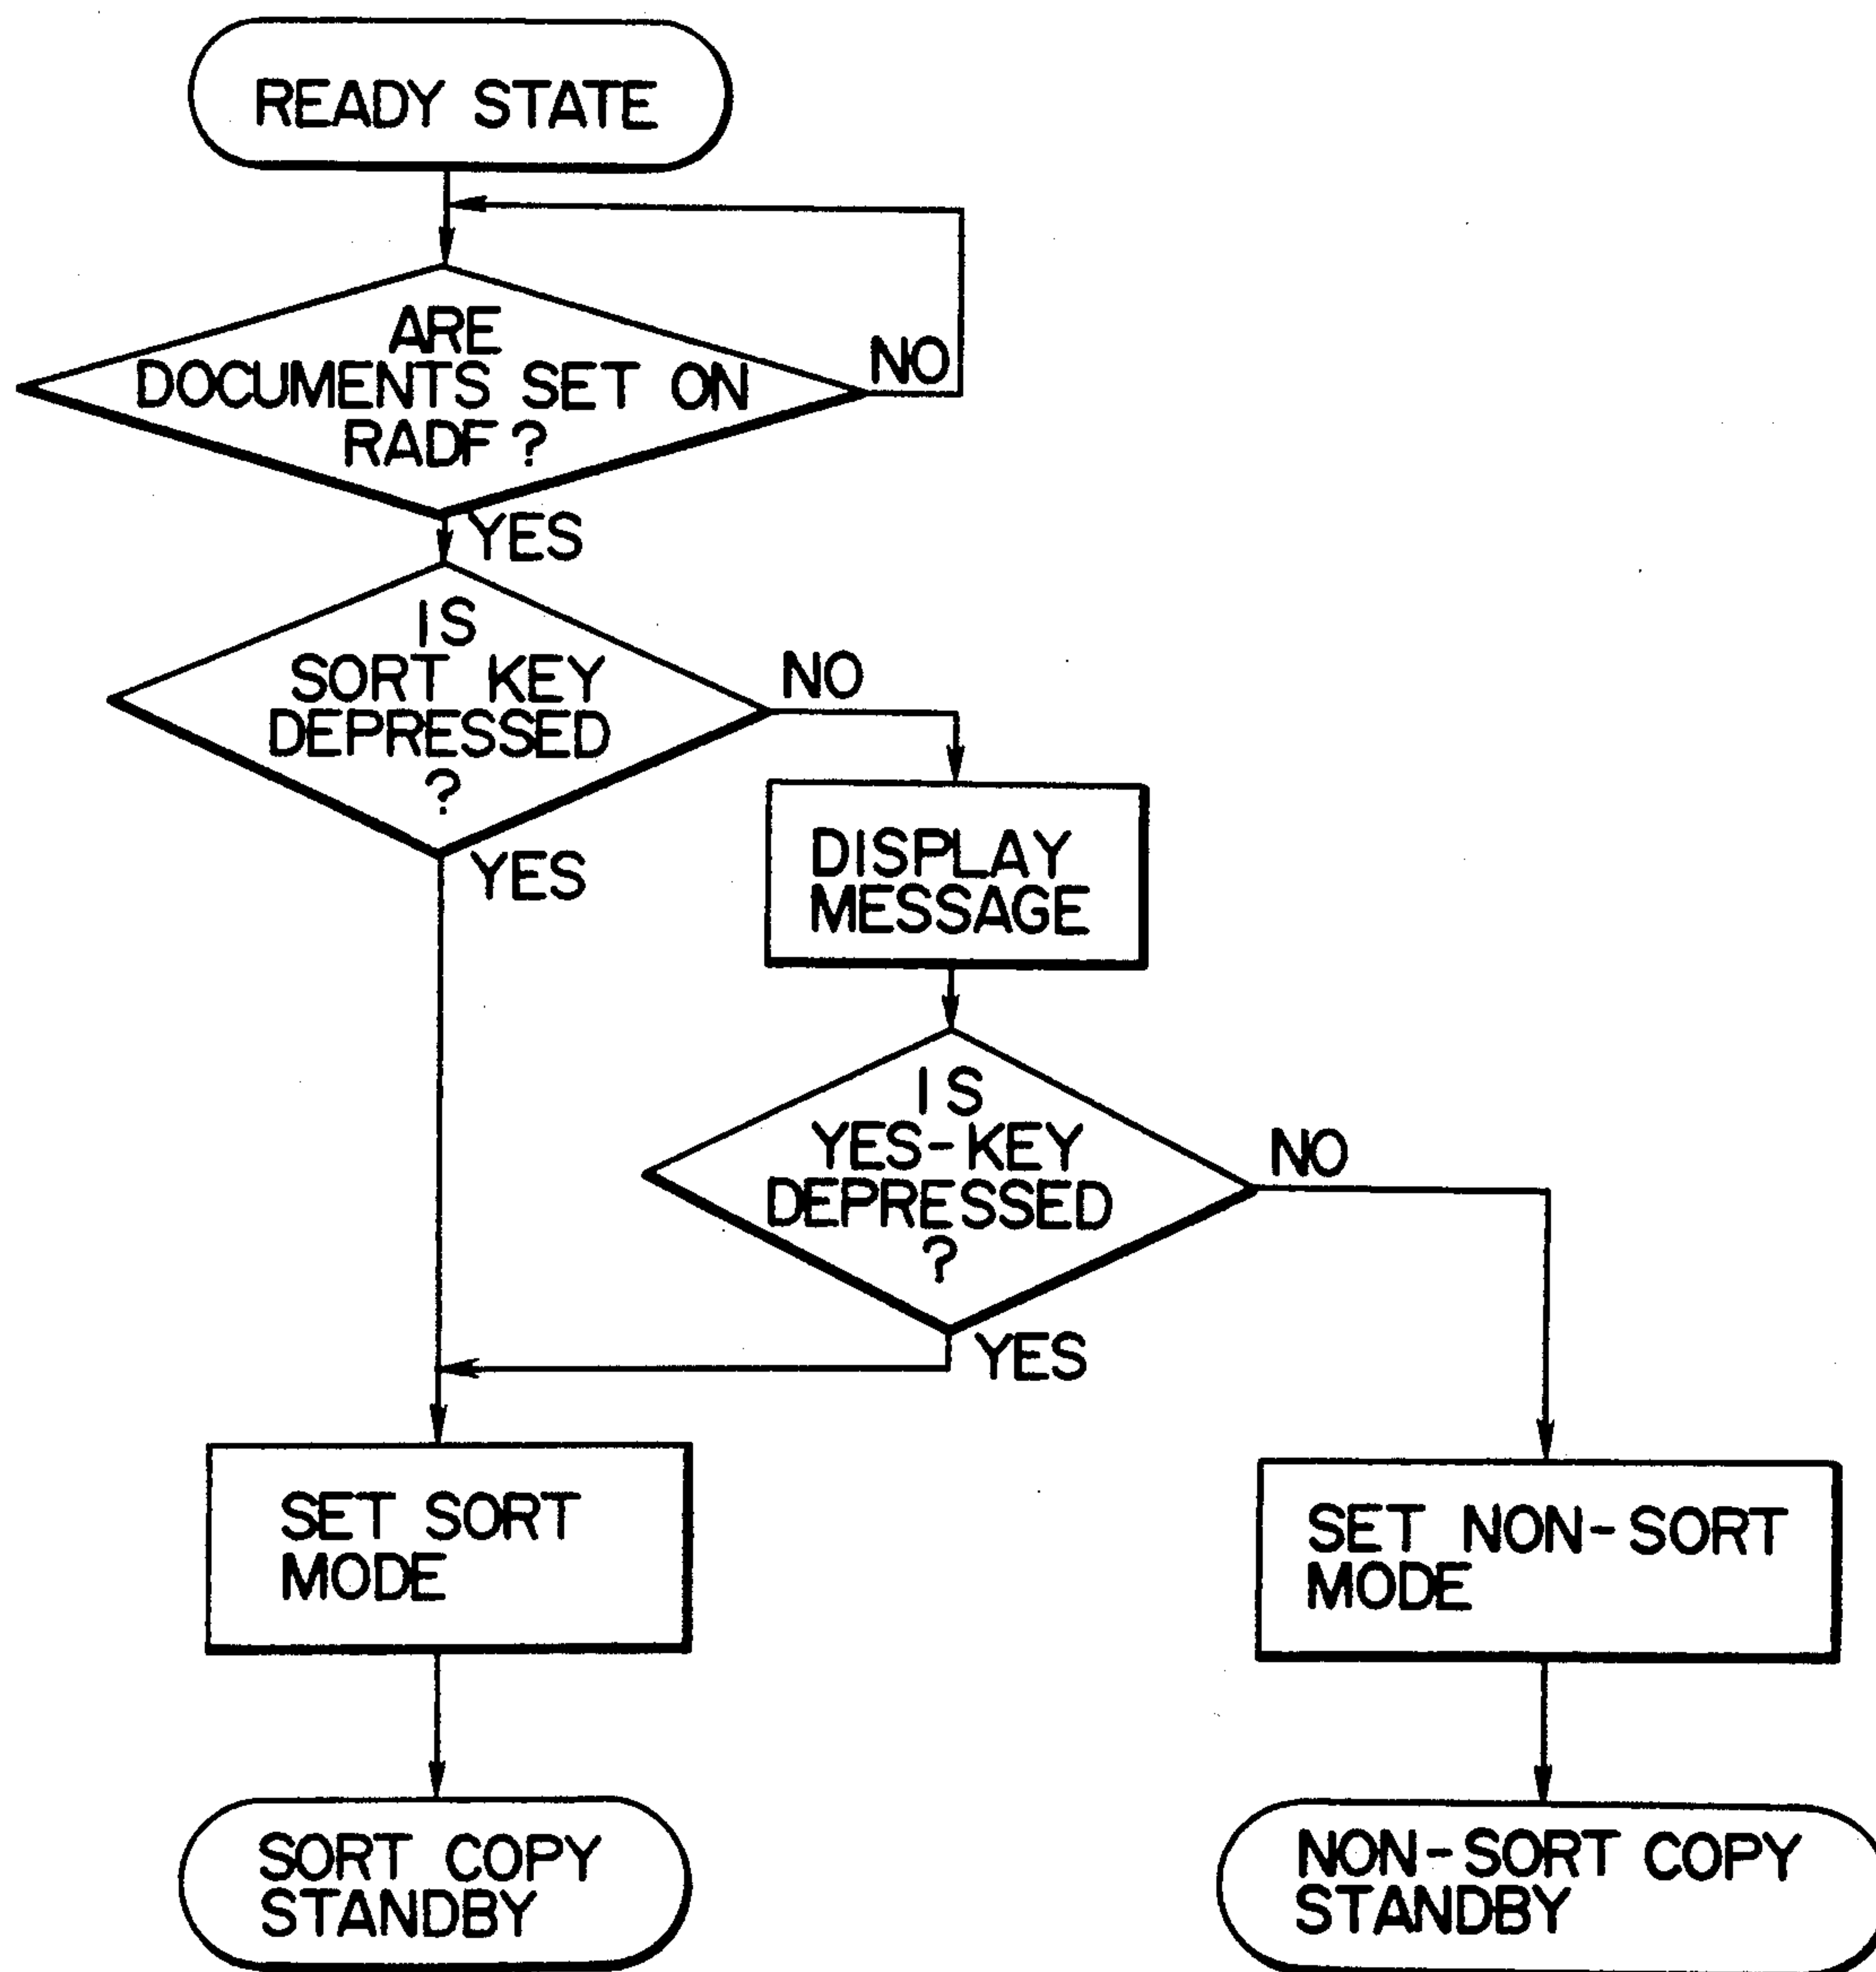 READY STATE
ARE
DOCUMENTS SET ON
RADF ?
NO
YES
IS
SORT KEY
DEPRESSED
?
NO
YES
DISPLAY
MESSAGE
IS
YES-KEY
DEPRESSED
?
NO
YES
SET SORT
MODE
SET NON-SORT
MODE
SORT COPY
STANDBY
NON-SORT COPY
STANDBY